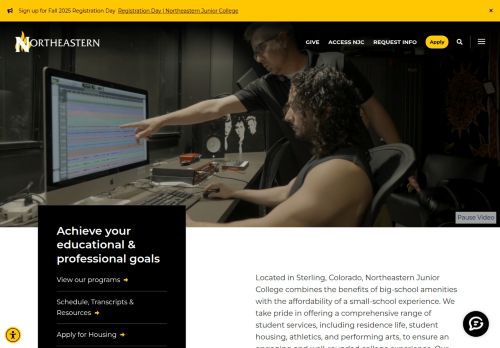 Sign up for Fall 2025 Registration Day Registration Day | Northeastern Junior College ×
NORTHEASTERN GIVE ACCESS NJC REQUEST INFO Apply
Pause Video
Achieve your
educational &
professional goals
View our programs
Schedule, Transcripts &
Resources
Apply for Housing
Located in Sterling, Colorado, Northeastern Junior
College combines the benefits of big-school amenities
with the affordability of a small-school experience. We
take pride in offering a comprehensive range of
student services, including residence life, student
housing, athletics, and performing arts, to ensure an